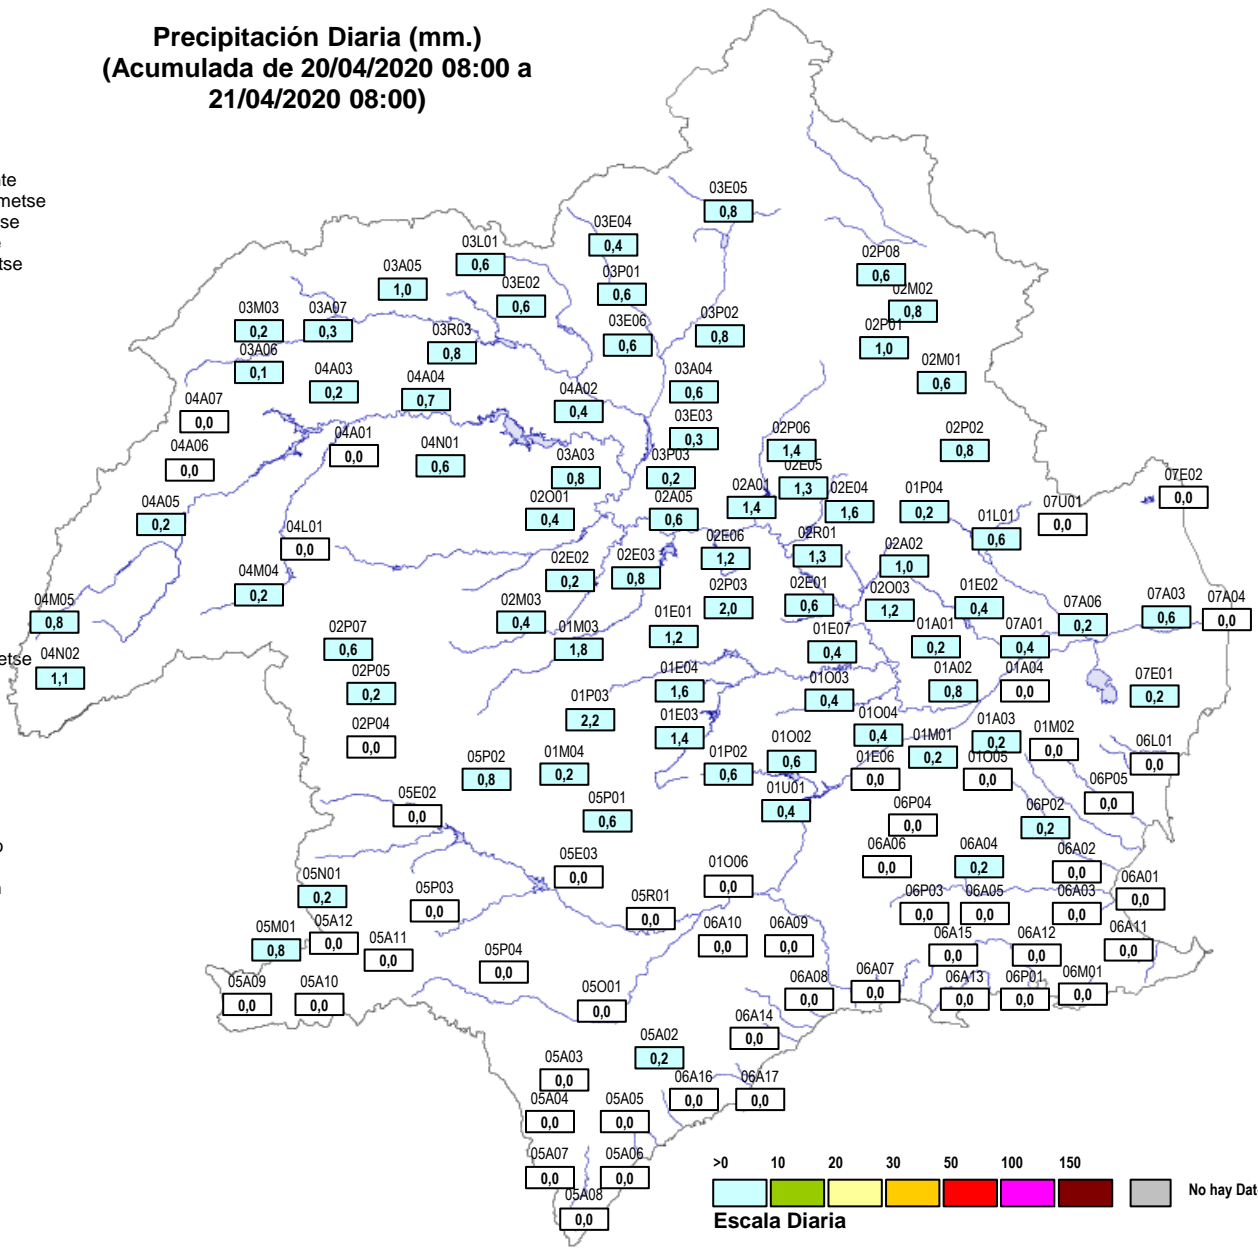 Precipitación Diaria (mm.)
(Acumulada de 20/04/2020 08:00 a
21/04/2020 08:00)
nte
metse
se
e
tse
etse
o
n
03E05
0,8
03E04
0,4
03L01
0,6
03A05
1,0
03E02
0,6
03P01
0,6
02P08
0,6
02M02
0,8
03M03
0,2
03A07
0,3
03P02
0,8
03E06
0,6
03R03
0,8
02P01
1,0
03A06
0,1
04A03
0,2
04A04
0,7
04A02
0,4
03A04
0,6
02M01
0,6
04A07
0,0
03E03
0,3
04A06
0,0
04A01
0,0
04N01
0,6
03A03
0,8
03P03
0,2
02P06
1,4
02P02
0,8
02E05
1,3
04A05
0,2
02O01
0,4
02A05
0,6
02A01
1,4
02E04
1,6
01P04
0,2
07U01
0,0
07E02
0,0
01L01
0,6
04L01
0,0
02E06
1,2
02R01
1,3
02A02
1,0
04M04
0,2
02E02
0,2
02E03
0,8
04M05
0,8
02M03
0,4
02P03
2,0
02E01
0,6
02O03
1,2
01E02
0,4
07A06
0,2
07A03
0,6
07A04
0,0
04N02
1,1
02P07
0,6
01M03
1,8
01E01
1,2
01E07
0,4
01A01
0,2
07A01
0,4
02P05
0,2
01E04
1,6
01O03
0,4
01A02
0,8
01A04
0,0
07E01
0,2
02P04
0,0
01P03
2,2
01E03
1,4
01O04
0,4
01A03
0,2
01M02
0,0
06L01
0,0
05P02
0,8
01M04
0,2
01P02
0,6
01O02
0,6
01E06
0,0
01M01
0,2
01O05
0,0
06P05
0,0
05E02
0,0
05P01
0,6
01U01
0,4
06P04
0,0
06P02
0,2
05N01
0,2
05P03
0,0
05E03
0,0
01O06
0,0
06A06
0,0
06A04
0,2
06A02
0,0
06A01
0,0
05R01
0,0
06P03
0,0
06A05
0,0
06A03
0,0
05M01
0,8
05A12
0,0
05A11
0,0
05P04
0,0
06A10
0,0
06A09
0,0
06A15
0,0
06A12
0,0
06A11
0,0
05A09
0,0
05A10
0,0
05O01
0,0
06A08
0,0
06A07
0,0
06A13
0,0
06P01
0,0
06M01
0,0
06A14
0,0
05A02
0,2
05A03
0,0
06A16
0,0
06A17
0,0
05A04
0,0
05A05
0,0
05A07
0,0
05A06
0,0
05A08
0,0
>0 10 20 30 50 100 150
No hay Dat
Escala Diaria